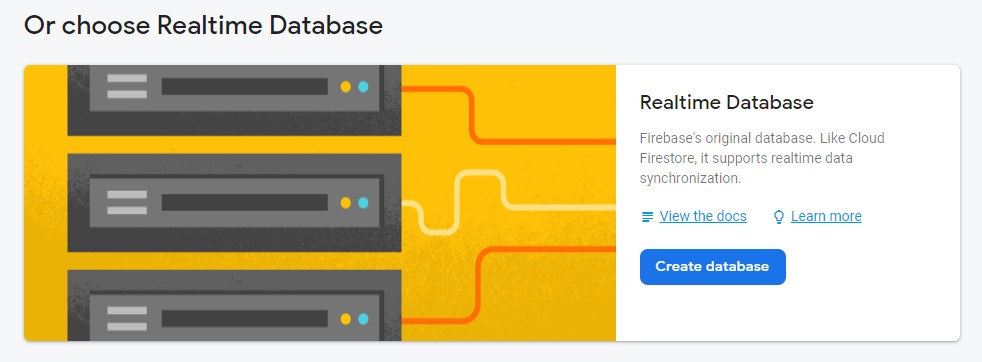 Or choose Realtime Database
Realtime Database
Firebase's original database. Like Cloud
Firestore, it supports realtime data
synchronization.
View the docs
Learn more
Create database